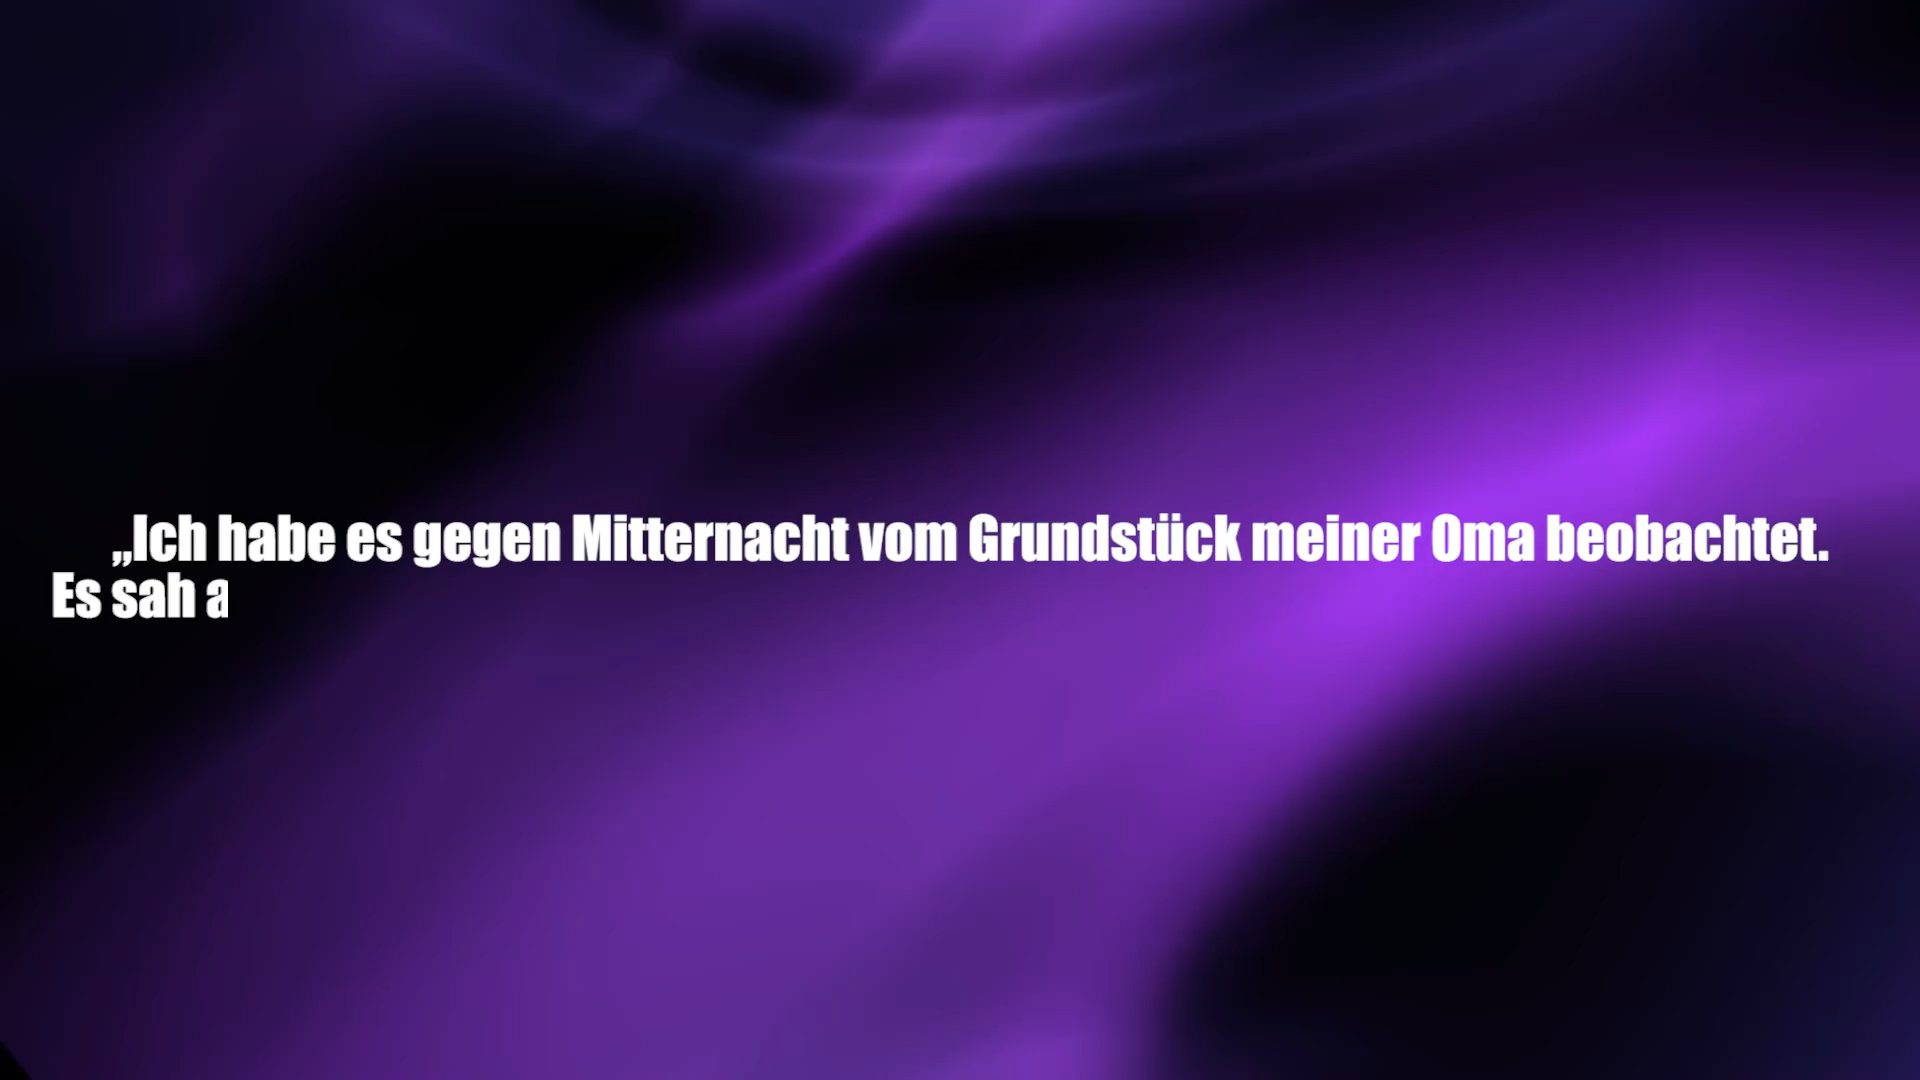 „Ich habe es gegen Mitternacht vom Grundstück meiner Oma beobachtet.
Es sah a